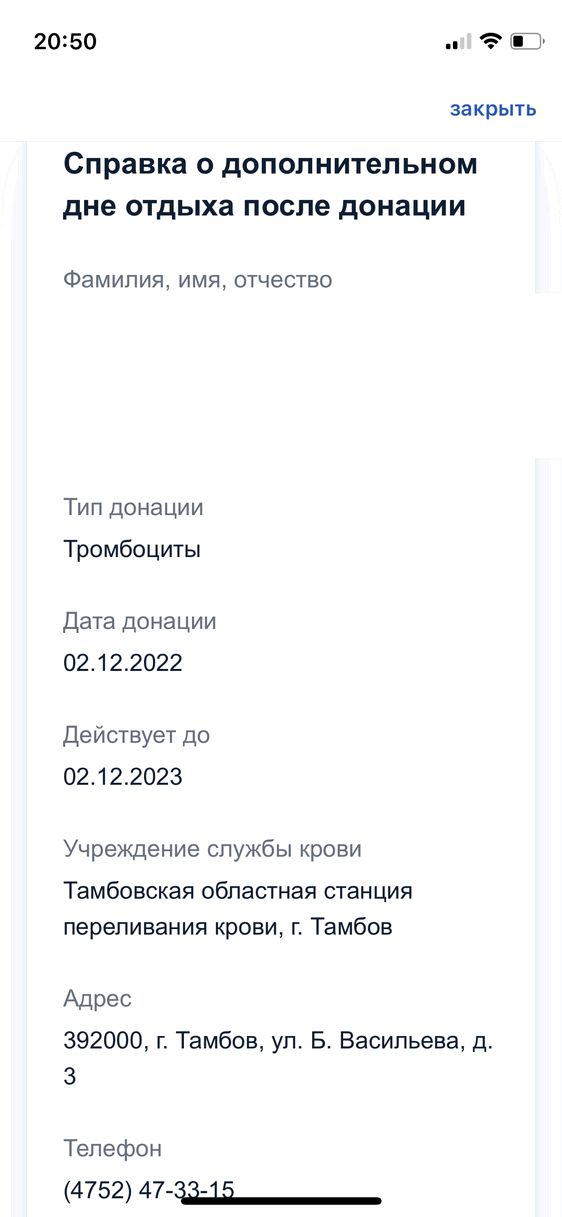 20:50
закрыть
Справка о дополнительном
дне отдыха после донации
Фамилия, имя, отчество
Тип донации
Тромбоциты
Дата донации
02.12.2022
Действует до
02.12.2023
Учреждение службы крови
Тамбовская областная станция
переливания крови, г. Тамбов
Адрес
392000, г. Тамбов, ул. Б. Васильева, д.
3
Телефон
(4752) 47-33-15